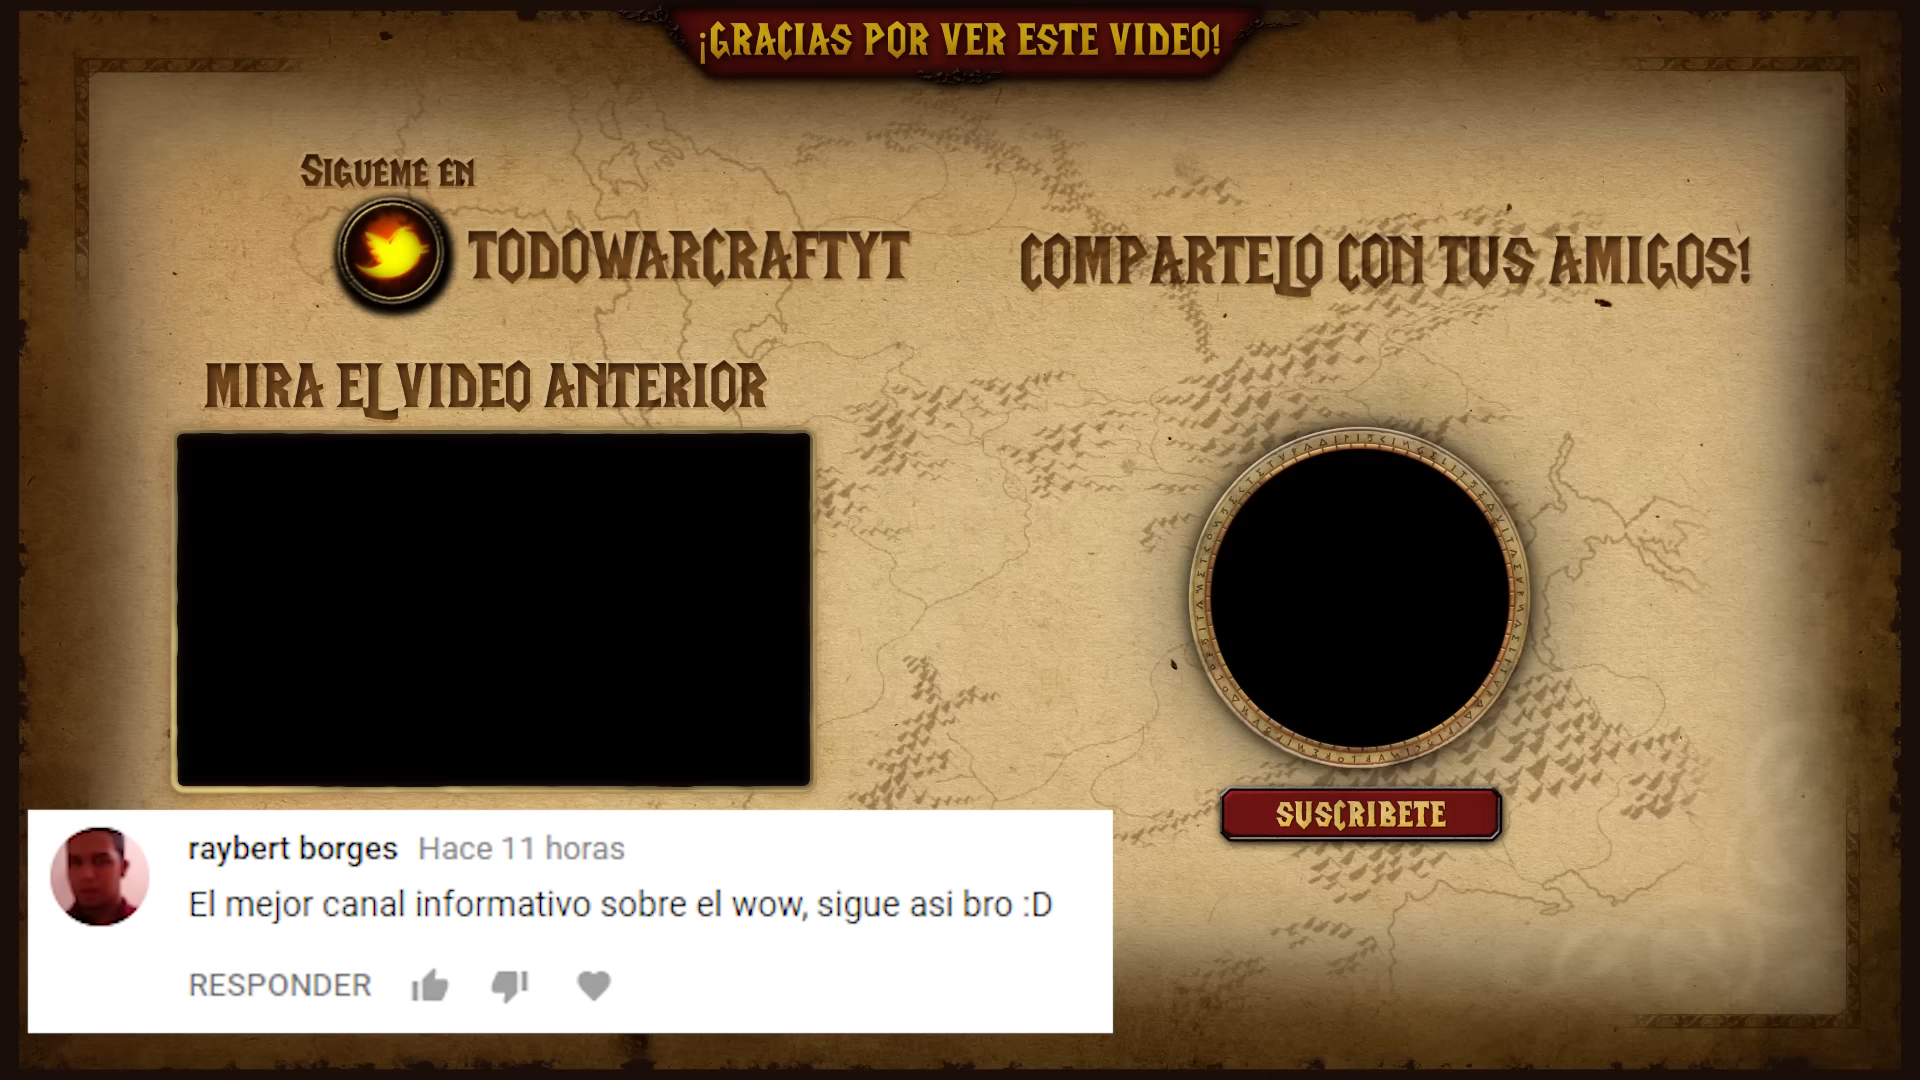 ¡GRACIAS POR VER ESTE VIDEO!
SIGUEME EN
TODOWARCRAFTYT
COMPARTELO CON TUS AMIGOS!
MIRA EL VIDEO ANTERIOR
SUSCRIBETE
raybert borges Hace 11 horas
El mejor canal informativo sobre el wow, sigue asi bro :D
RESPONDER